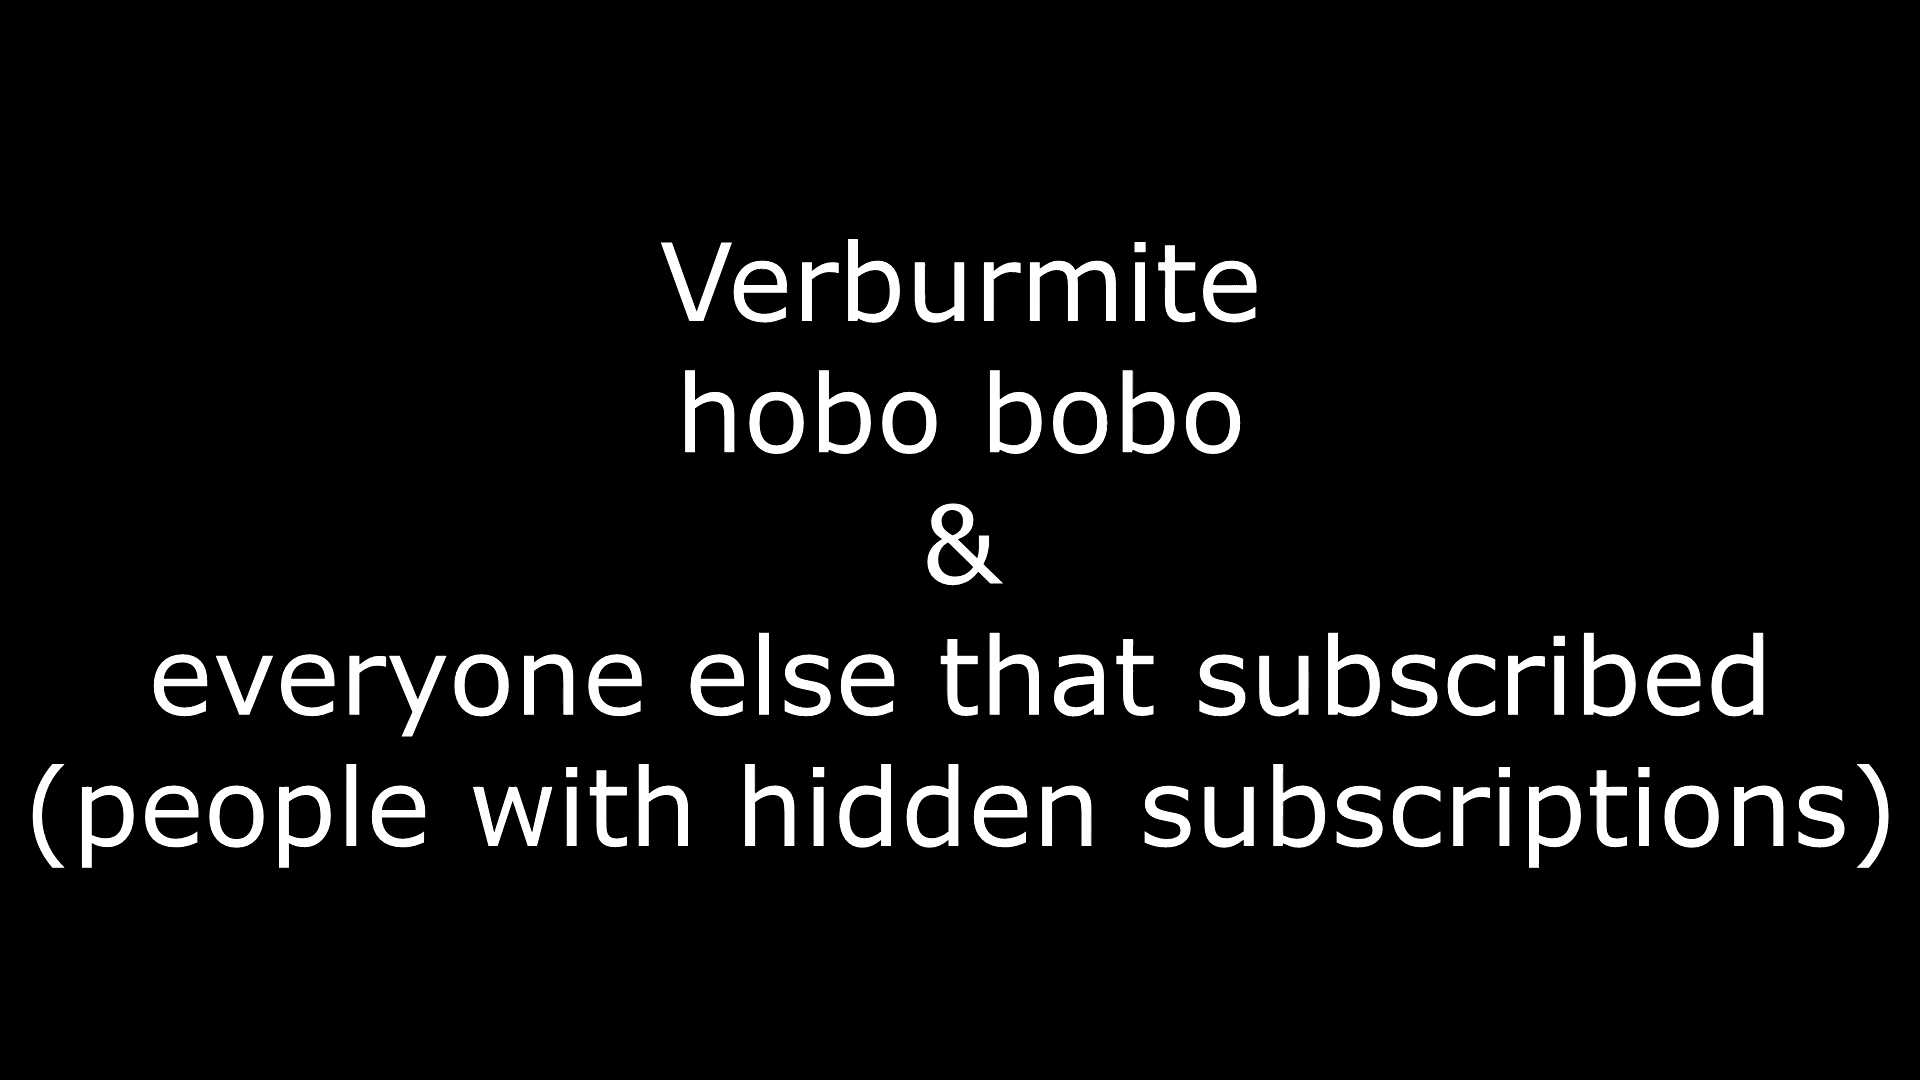 Verburmite
hobo bobo
&
everyone else that subscribed
(people with hidden subscriptions)